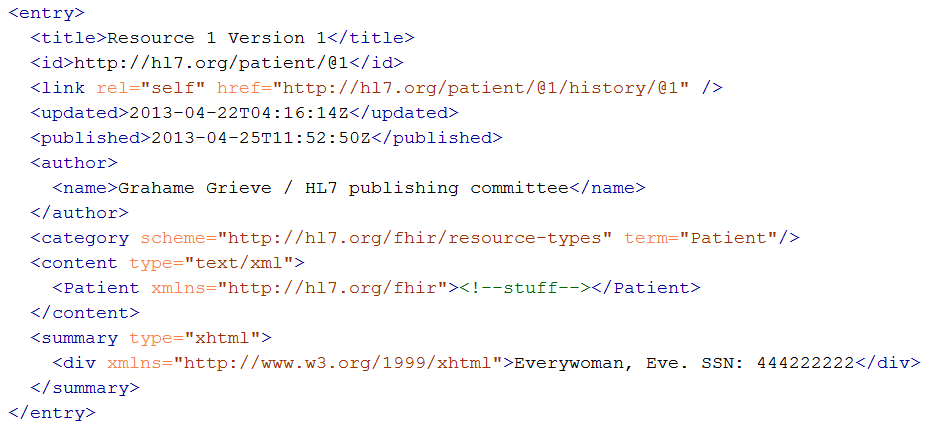 <entry>
  <title>Resource 1 Version 1</title>
  <id>http://hl7.org/patient/@1</id>
  <link rel="self" href="http://hl7.org/patient/@1/history/@1" />
  <updated>2013-04-22T04:16:14Z</updated>
  <published>2013-04-25T11:52:50Z</published>
  <author>
    <name>Grahame Grieve / HL7 publishing committee</name>
  </author>
  <category scheme="http://hl7.org/fhir/resource-types" term="Patient"/>
  <content type="text/xml">
    <Patient xmlns="http://hl7.org/fhir"><!--stuff--></Patient>
  </content>
  <summary type="xhtml">
    <div xmlns="http://www.w3.org/1999/xhtml">Everywoman, Eve. SSN: 444222222</div>
  </summary>
</entry>